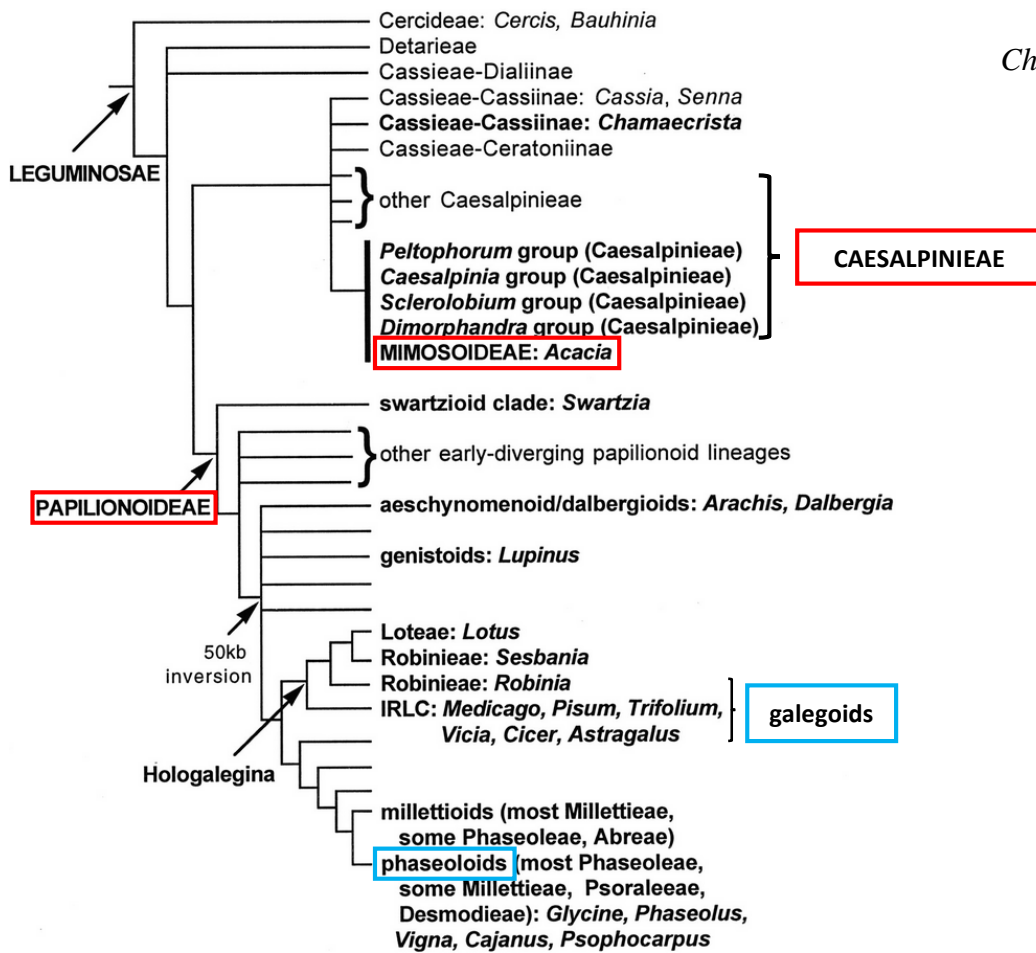 Cercideae: Cercis, Bauhinia
Detarieae
Ch
Cassieae-Dialiinae
Cassieae-Cassiinae: Cassia, Senna
Cassieae-Cassiinae: Chamaecrista
Cassieae-Ceratoniinae
LEGUMINOSAE
other Caesalpinieae
Peltophorum group (Caesalpinieae)
CAESALPINIEAE
Caesalpinia group (Caesalpinieae)
Sclerolobium group (Caesalpinieae)
Dimorphandra group (Caesalpinieae)
MIMOSOIDEAE: Acacia
swartzioid clade: Swartzia
other early-diverging papilionoid lineages
PAPILIONOIDEAE
aeschynomenoid/dalbergioids: Arachis, Dalbergia
genistoids: Lupinus
50kb
inversion
Loteae: Lotus
Robinieae: Sesbania
Robinieae: Robinia
IRLC: Medicago, Pisum, Trifolium,
Vicia, Cicer, Astragalus
galegoids
Hologalegina
millettioids (most Millettieae,
some Phaseoleae, Abreae)
phaseoloids (most Phaseoleae,
some Millettieae, Psoraleeae,
Desmodieae): Glycine, Phaseolus,
Vigna, Cajanus, Psophocarpus